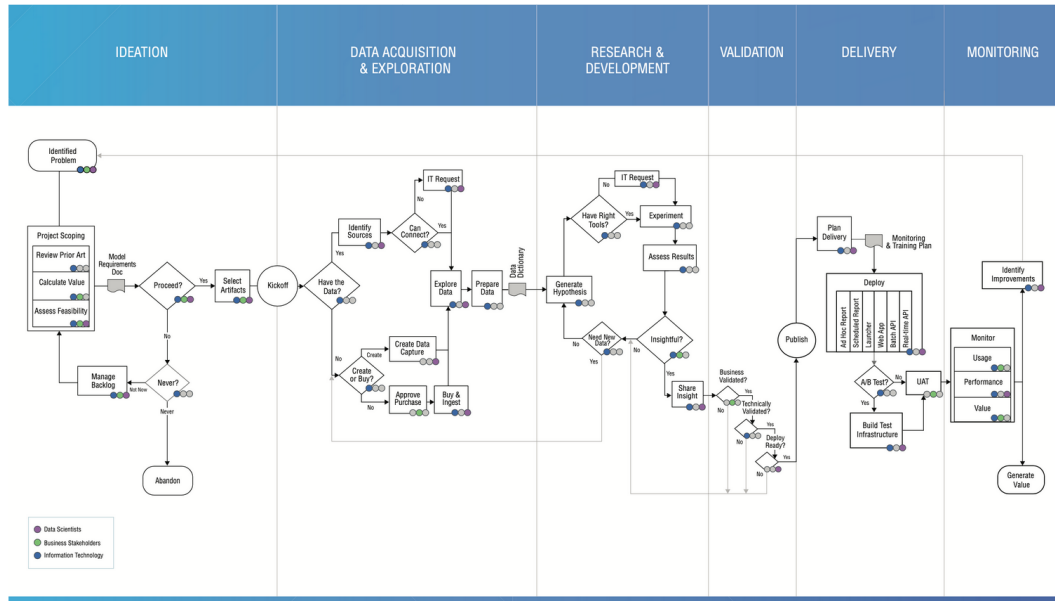 IDEATION
DATA ACQUISITION
& EXPLORATION
RESEARCH &
DEVELOPMENT
VALIDATION
DELIVERY
MONITORING
Identified
Problem
Project Scoping
Review Prior Art
Calculate Value
Assess Feasibility
Model
Requirements
Doc
Proceed?
Yes
No
Select
Artifacts
Manage
Backlog
Not Now
Never?
Never
Abandon
Kickoff
Have the
Data?
Yes
No
Identify
Sources
Can
Connect?
No
Yes
IT Request
Explore
Data
Prepare
Data
Data
Dictionary
Create
or Buy?
Create
No
Create Data
Capture
Approve
Purchase
Buy &
Ingest
Generate
Hypothesis
Have Right
Tools?
No
Yes
IT Request
Experiment
Assess Results
Need New
Data?
No
Yes
Insightful?
No
Yes
Share
Insight
Business
Validated?
Yes
No
Technically
Validated?
Yes
No
Deploy
Ready?
Yes
No
Publish
Plan
Delivery
Monitoring
& Training Plan
Deploy
Ad Hoc Report
Scheduled Report
Launcher
Web App
Batch API
Real-time API
A/B Test?
No
Yes
UAT
Build Test
Infrastructure
Identify
Improvements
Monitor
Usage
Performance
Value
Generate
Value
Data Scientists
Business Stakeholders
Information Technology